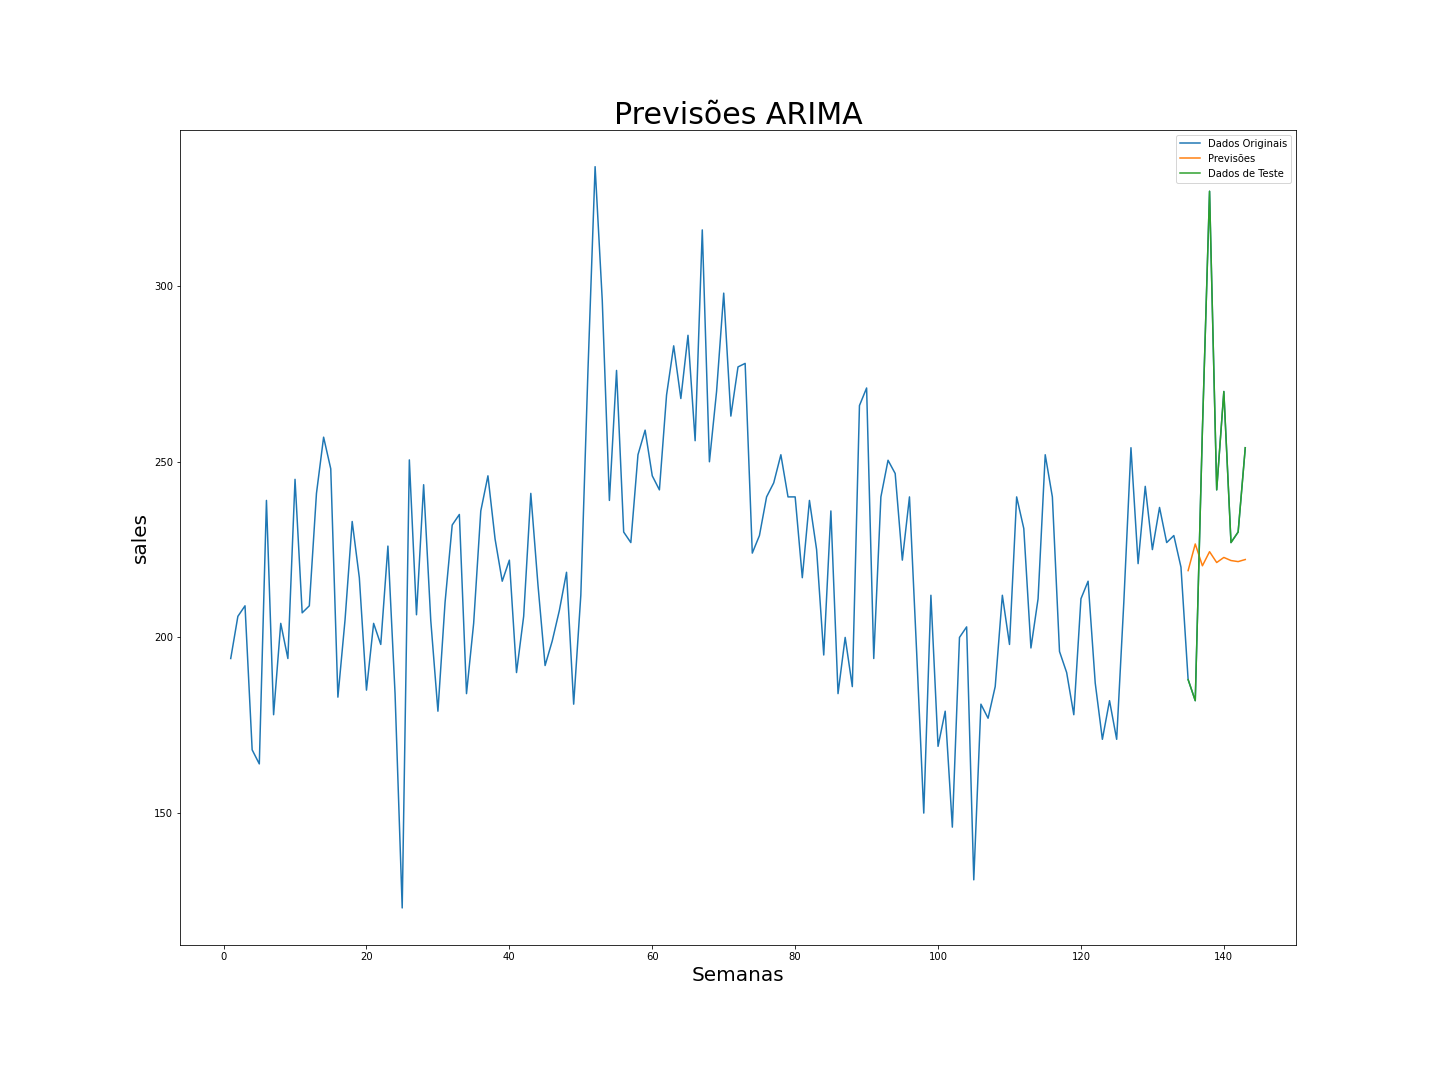 Previsões ARIMA
Dados Originais
Previsões
Dados de Teste
300
250
200
150
sales
0 20 40 60 80 100 120 140
Semanas